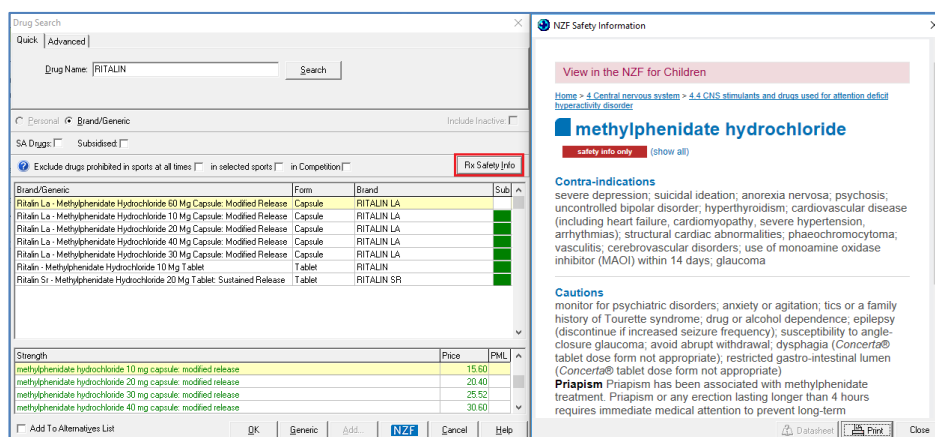 Drug Search
Quick Advanced
Drug Name: RITALIN Search
Personal Brand/Generic Include Inactive:
SA Drugs: Subsidised:
Exclude drugs prohibited in sports at all times in selected sports in Competition Rx Safety Info
Brand/Generic Form Brand Sub
Ritalin La - Methylphenidate Hydrochloride 60 Mg Capsule: Modified Release Capsule RITALIN LA
Ritalin La - Methylphenidate Hydrochloride 10 Mg Capsule: Modified Release Capsule RITALIN LA
Ritalin La - Methylphenidate Hydrochloride 20 Mg Capsule: Modified Release Capsule RITALIN LA
Ritalin La - Methylphenidate Hydrochloride 40 Mg Capsule: Modified Release Capsule RITALIN LA
Ritalin La - Methylphenidate Hydrochloride 30 Mg Capsule: Modified Release Capsule RITALIN LA
Ritalin - Methylphenidate Hydrochloride 10 Mg Tablet Tablet RITALIN
Ritalin Sr - Methylphenidate Hydrochloride 20 Mg Tablet: Sustained Release Tablet RITALIN SR
Strength Price PML
methylphenidate hydrochloride 10 mg capsule: modified release 15.60
methylphenidate hydrochloride 20 mg capsule: modified release 20.40
methylphenidate hydrochloride 30 mg capsule: modified release 25.52
methylphenidate hydrochloride 40 mg capsule: modified release 30.60
Add To Alternatives List OK Generic Add... NZF Cancel Help
NZF Safety Information
View in the NZF for Children
Home > 4 Central nervous system > 4.4 CNS stimulants and drugs used for attention deficit
hyperactivity disorder
methylphenidate hydrochloride
safety info only (show all)
Contra-indications
severe depression; suicidal ideation; anorexia nervosa; psychosis;
uncontrolled bipolar disorder; hyperthyroidism; cardiovascular disease
(including heart failure, cardiomyopathy, severe hypertension,
arrhythmias); structural cardiac abnormalities; phaeochromocytoma;
vasculitis; cerebrovascular disorders; use of monoamine oxidase
inhibitor (MAOI) within 14 days; glaucoma
Cautions
monitor for psychiatric disorders; anxiety or agitation; tics or a family
history of Tourette syndrome; drug or alcohol dependence; epilepsy
(discontinue if increased seizure frequency); susceptibility to angle-
closure glaucoma; avoid abrupt withdrawal; dysphagia (Concerta®
tablet dose form not appropriate); restricted gastro-intestinal lumen
(Concerta® tablet dose form not appropriate)
Priapism Priapism has been associated with methylphenidate
treatment. Priapism or any erection lasting longer than 4 hours
requires immediate medical attention to prevent long-term
Datasheet Print Close